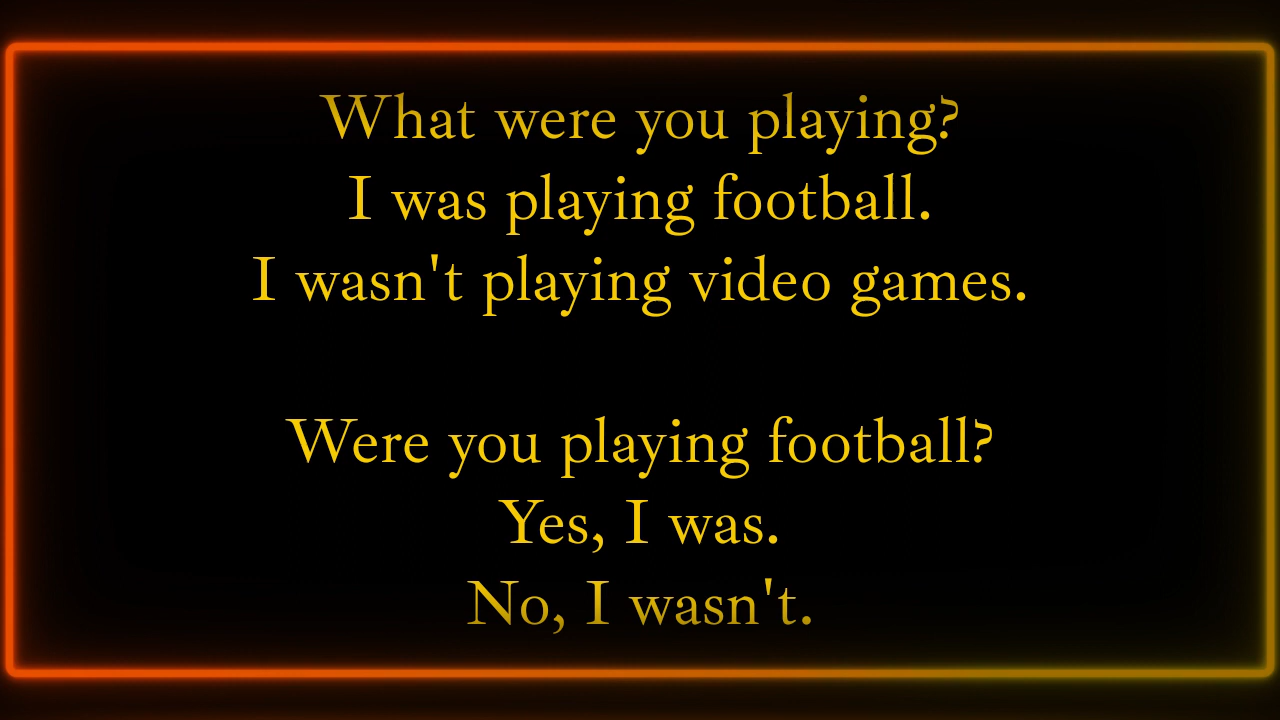 What were you playing?
I was playing football.
I wasn't playing video games.
Were you playing football?
Yes, I was.
No, I wasn't.